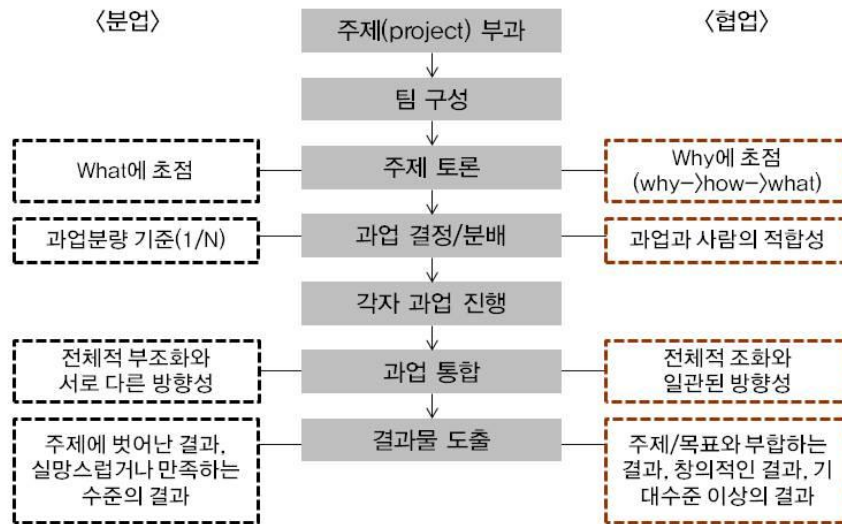 〈분업〉
주제(project) 부과
〈협업〉
팀 구성
What에 초점
주제 토론
Why에 초점
(why->how->what)
과업분량 기준(1/N)
과업 결정/분배
과업과 사람의 적합성
각자 과업 진행
전체적 부조화와
서로 다른 방향성
과업 통합
전체적 조화와
일관된 방향성
주제에 벗어난 결과,
실망스럽거나 만족하는
수준의 결과
결과물 도출
주제/목표와 부합하는
결과, 창의적인 결과, 기
대수준 이상의 결과